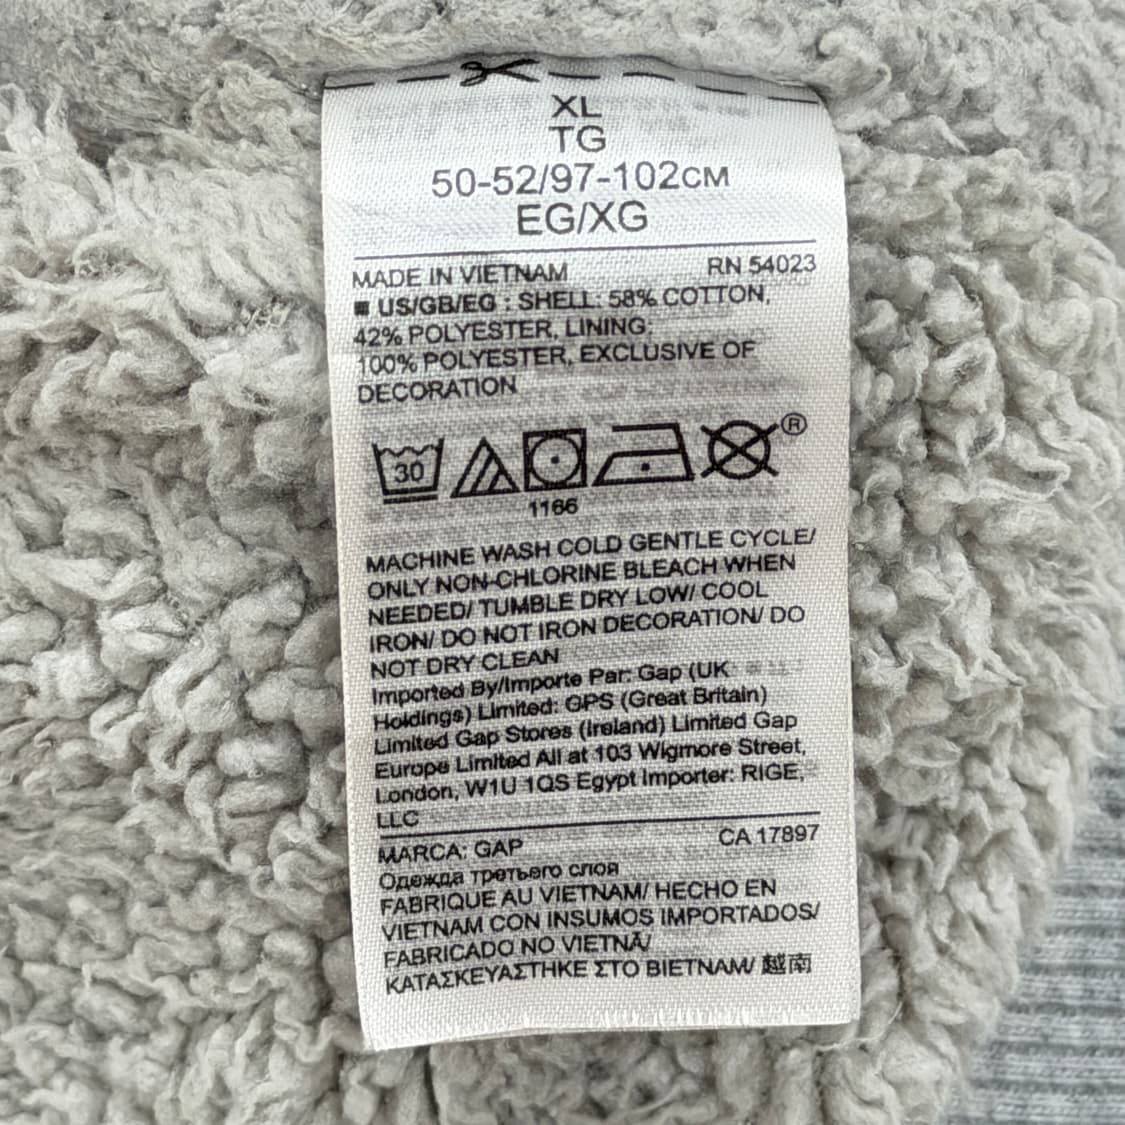 XL
TG
50-52/97-102CM
EG/XG
MADE IN VIETNAM RN 54023
■ US/GB/EG : SHELL: 58% COTTON,
42% POLYESTER, LINING:
100% POLYESTER, EXCLUSIVE OF
DECORATION
30 ®
1166
MACHINE WASH COLD GENTLE CYCLE/
ONLY NON-CHLORINE BLEACH WHEN
NEEDED/ TUMBLE DRY LOW/ COOL
IRON/ DO NOT IRON DECORATION/ DO
NOT DRY CLEAN
Imported By/Importe Par: Gap (UK
Holdings) Limited: GPS (Great Britain)
Limited Gap Stores (Ireland) Limited Gap
Europe Limited All at 103 Wigmore Street,
London, W1U 1QS Egypt Importer: RIGE,
LLC
MARCA: GAP CA 17897
Одежда третьего слоя
FABRIQUE AU VIETNAM/ HECHO EN
VIETNAM CON INSUMOS IMPORTADOS/
FABRICADO NO VIETNÃ/
ΚΑΤΑΣΚΕΥΑΣΤΗΚΕ ΣΤΟ ΒΙΕΤΝΑΜ/ 越南